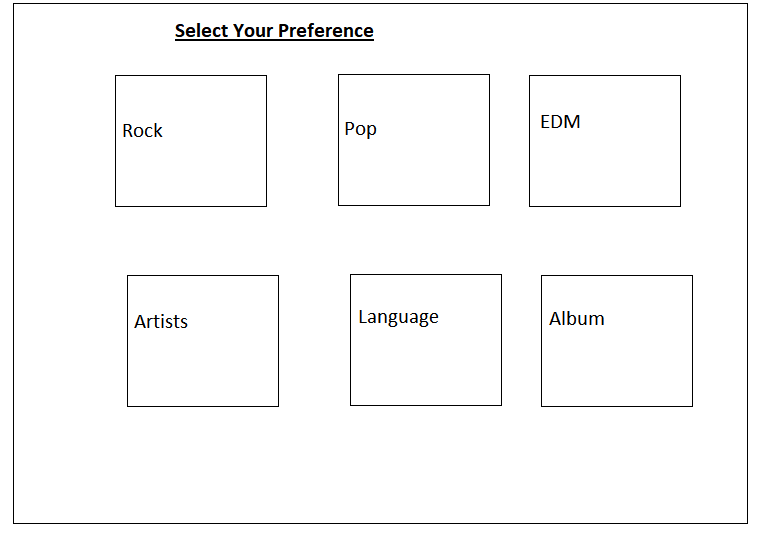 Select Your Preference
Rock
Pop
EDM
Artists
Language
Album